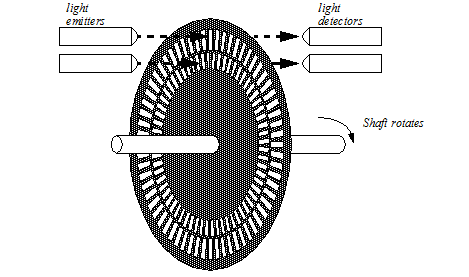 light
emitters
light
detectors
Shaft rotates